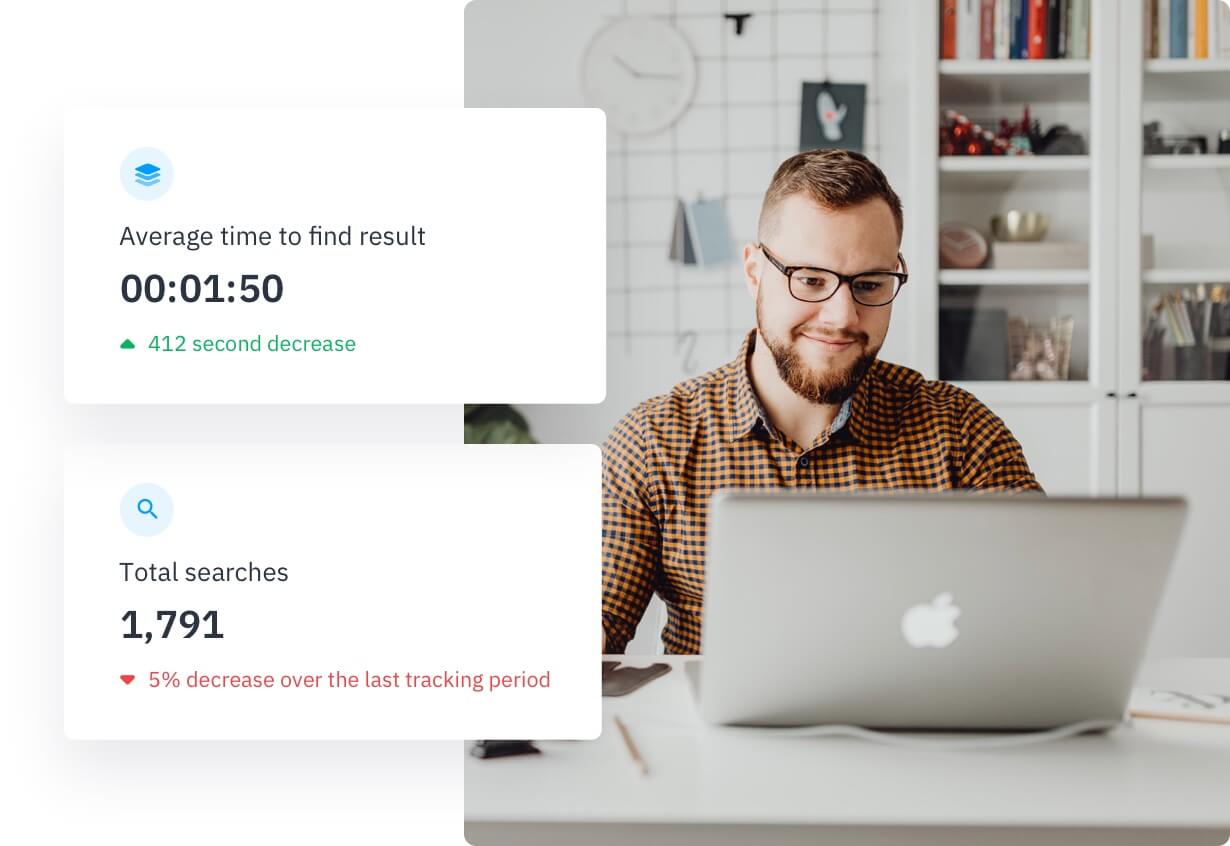 Average time to find result
00:01:50
412 second decrease
Total searches
1,791
5% decrease over the last tracking period